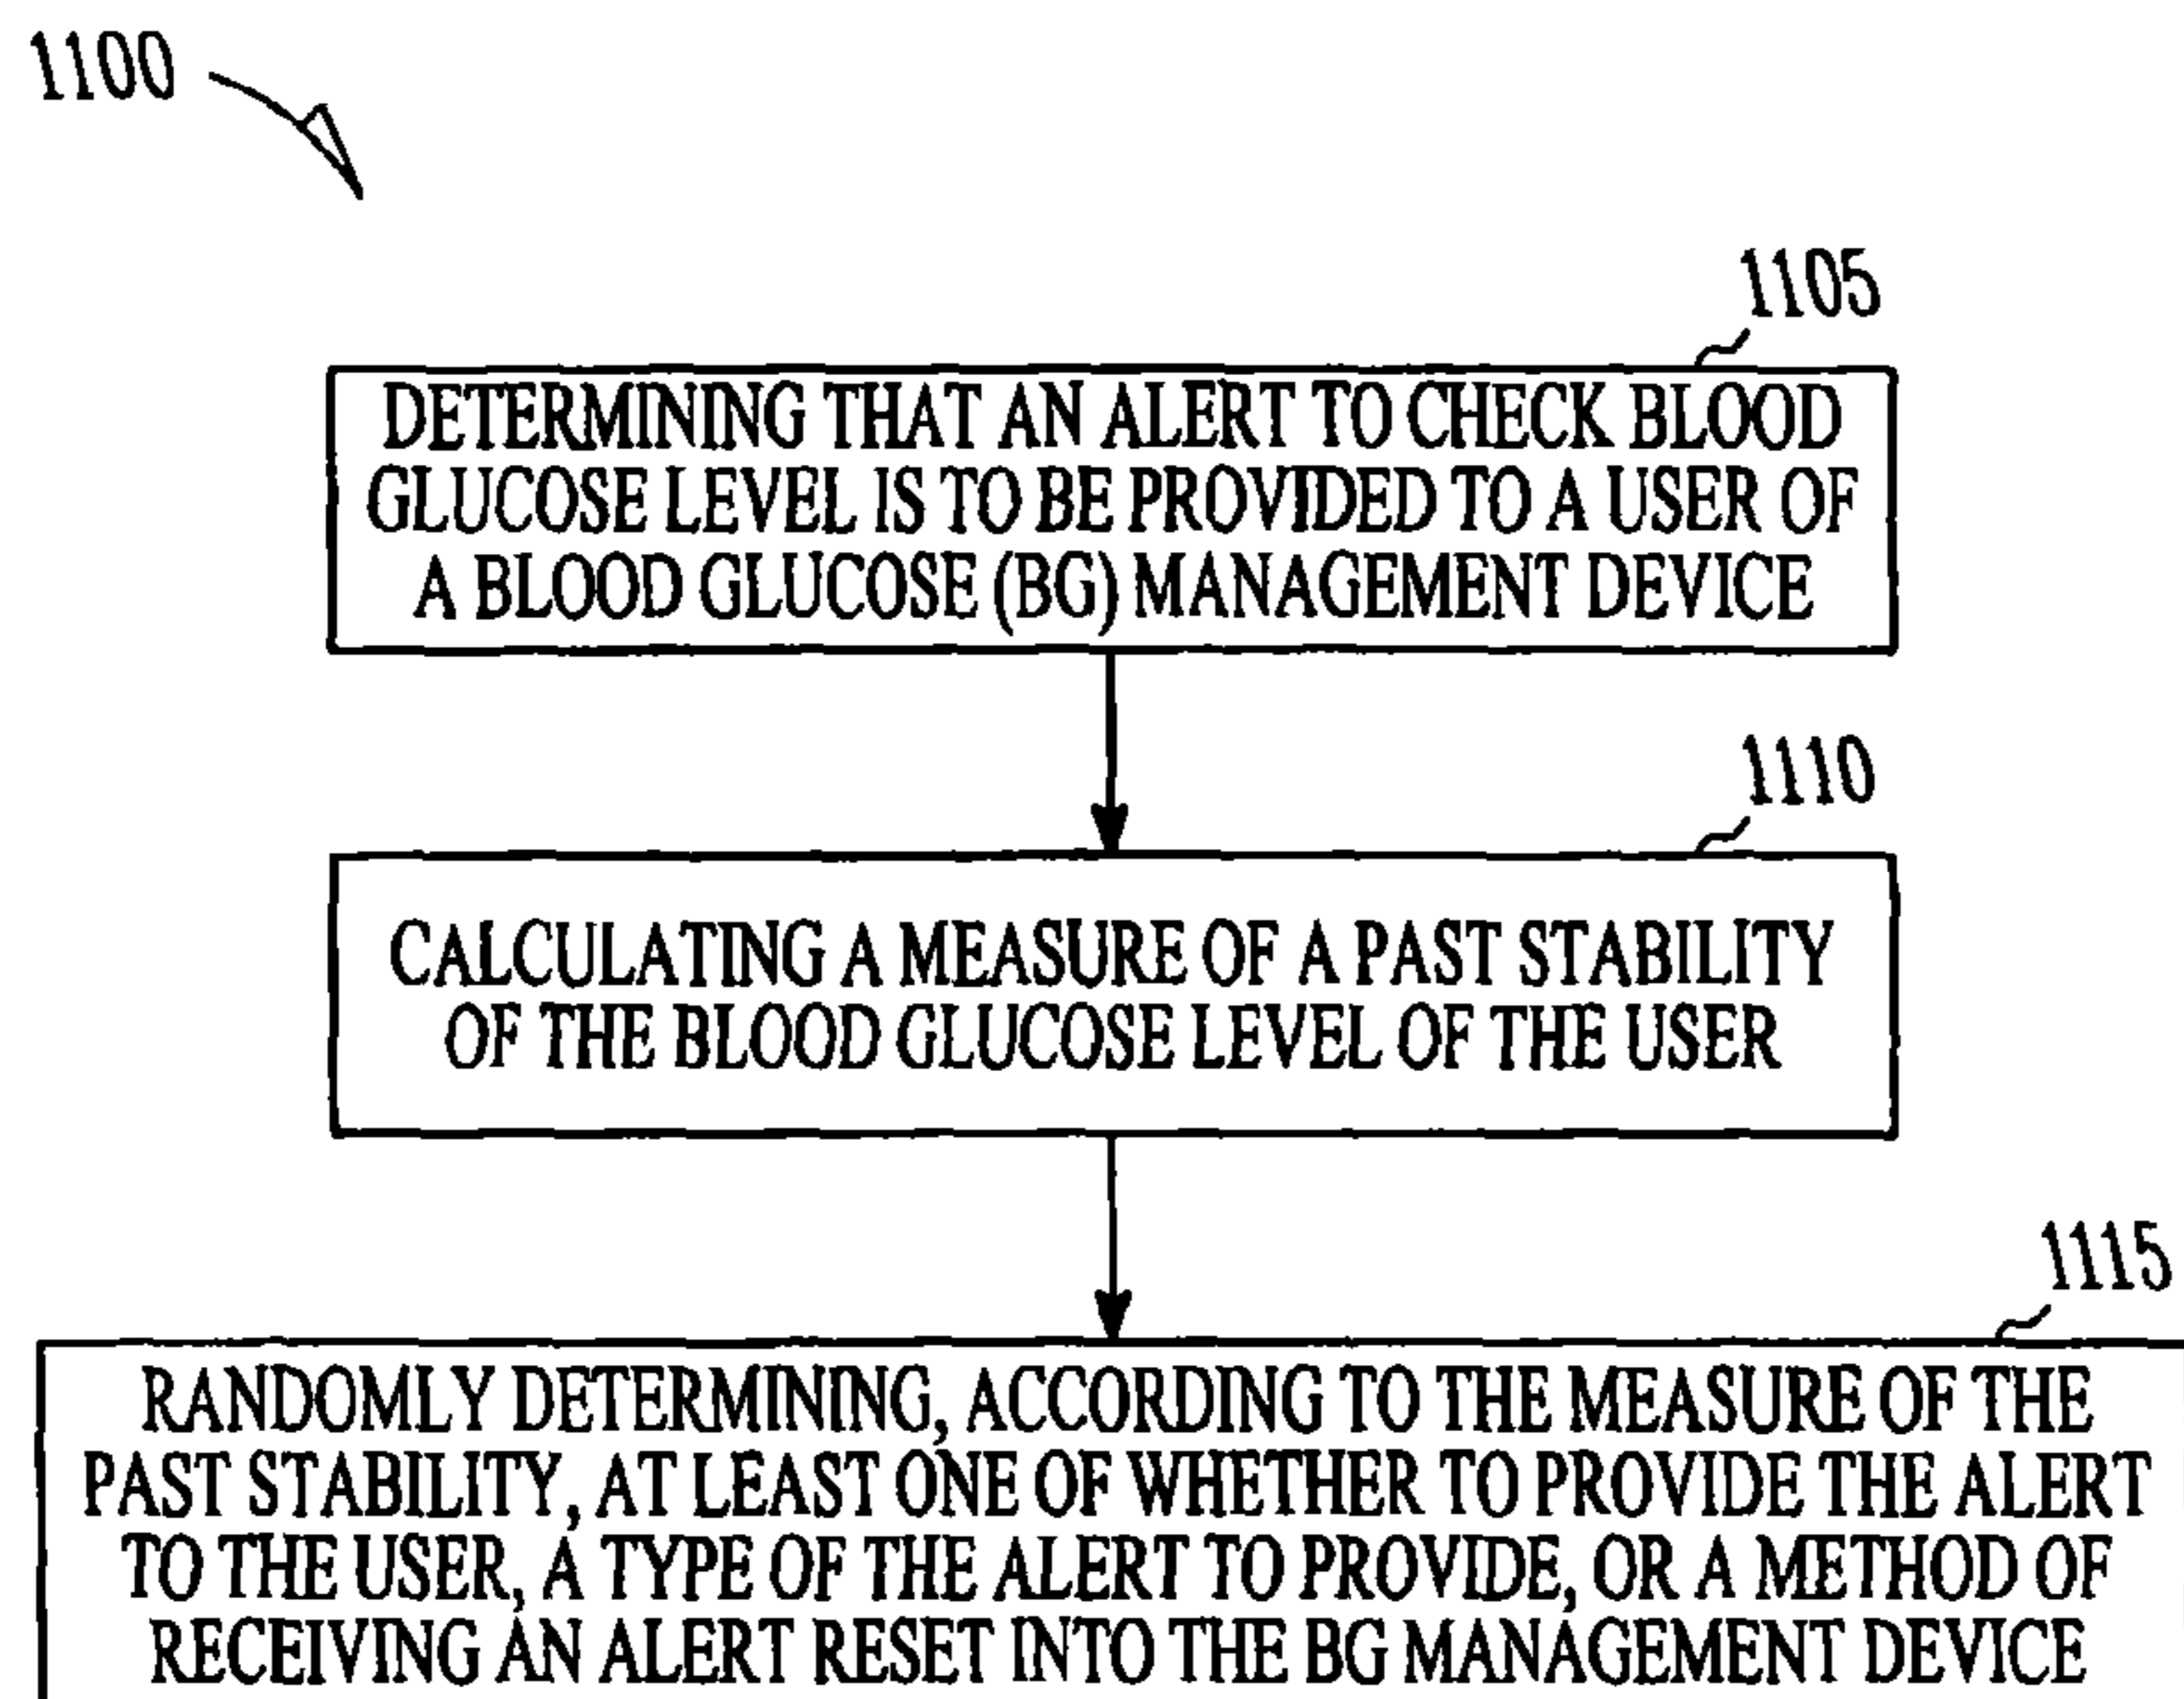 1100
1105
DETERMINING THAT AN ALERT TO CHECK BLOOD
GLUCOSE LEVEL IS TO BE PROVIDED TO A USER OF
A BLOOD GLUCOSE (BG) MANAGEMENT DEVICE
1110
CALCULATING A MEASURE OF A PAST STABILITY
OF THE BLOOD GLUCOSE LEVEL OF THE USER
1115
RANDOMLY DETERMINING, ACCORDING TO THE MEASURE OF THE
PAST STABILITY, AT LEAST ONE OF WHETHER TO PROVIDE THE ALERT
TO THE USER, A TYPE OF THE ALERT TO PROVIDE, OR A METHOD OF
RECEIVING AN ALERT RESET INTO THE BG MANAGEMENT DEVICE